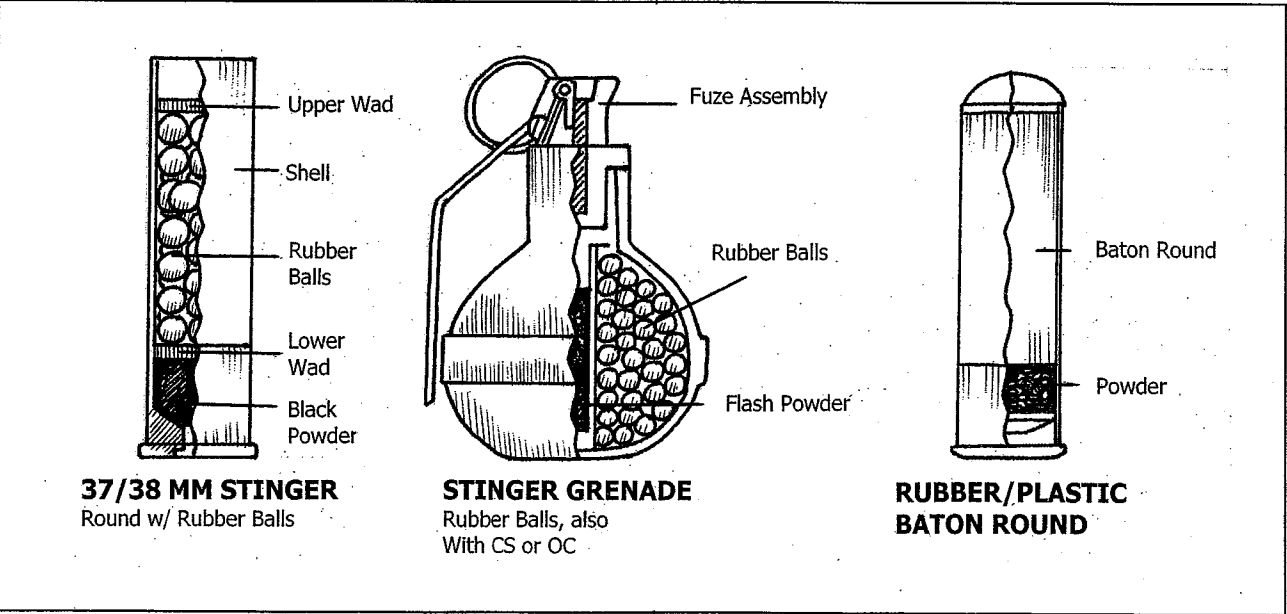 Upper Wad
Shell
Rubber
Balls
Lower
Wad
Black
Powder
37/38 MM STINGER
Round w/ Rubber Balls
Fuze Assembly
Rubber Balls
Flash Powder
STINGER GRENADE
Rubber Balls, also
With CS or OC
Baton Round
Powder
RUBBER/PLASTIC
BATON ROUND